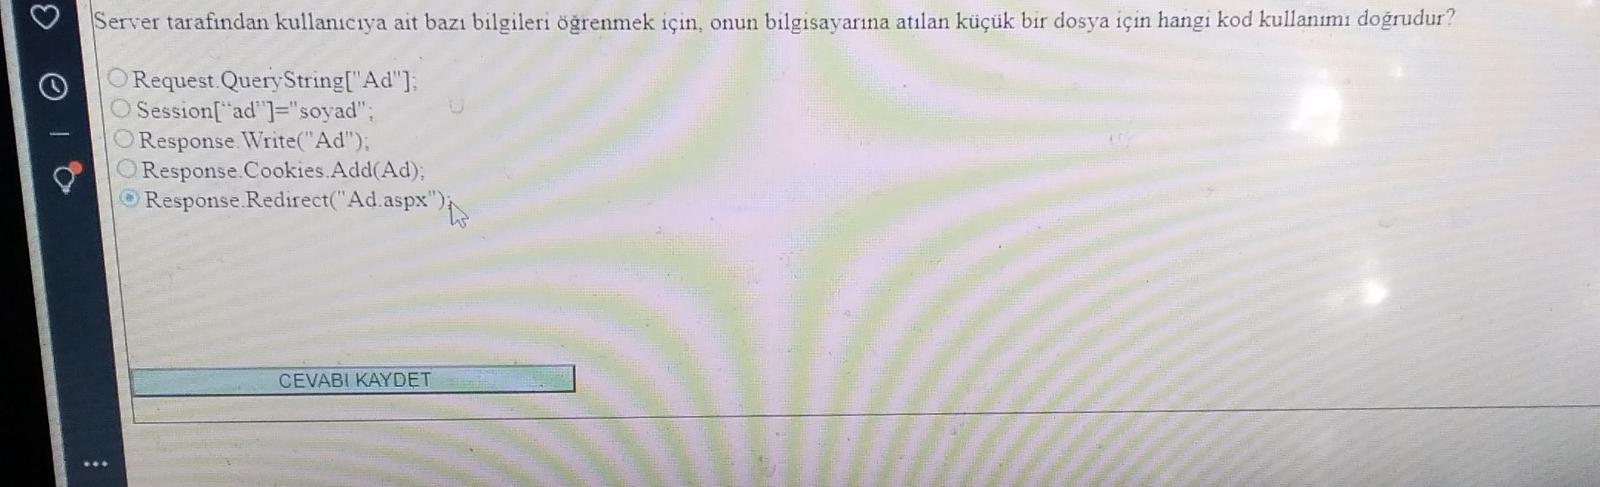 Server tarafından kullanıcıya ait bazı bilgileri öğrenmek için, onun bilgisayarına atılan küçük bir dosya için hangi kod kullanımı doğrudur?
Request.QueryString["Ad"];
Session["ad"]="soyad";
Response.Write("Ad");
Response.Cookies.Add(Ad);
Response.Redirect("Ad.aspx");
CEVABI KAYDET